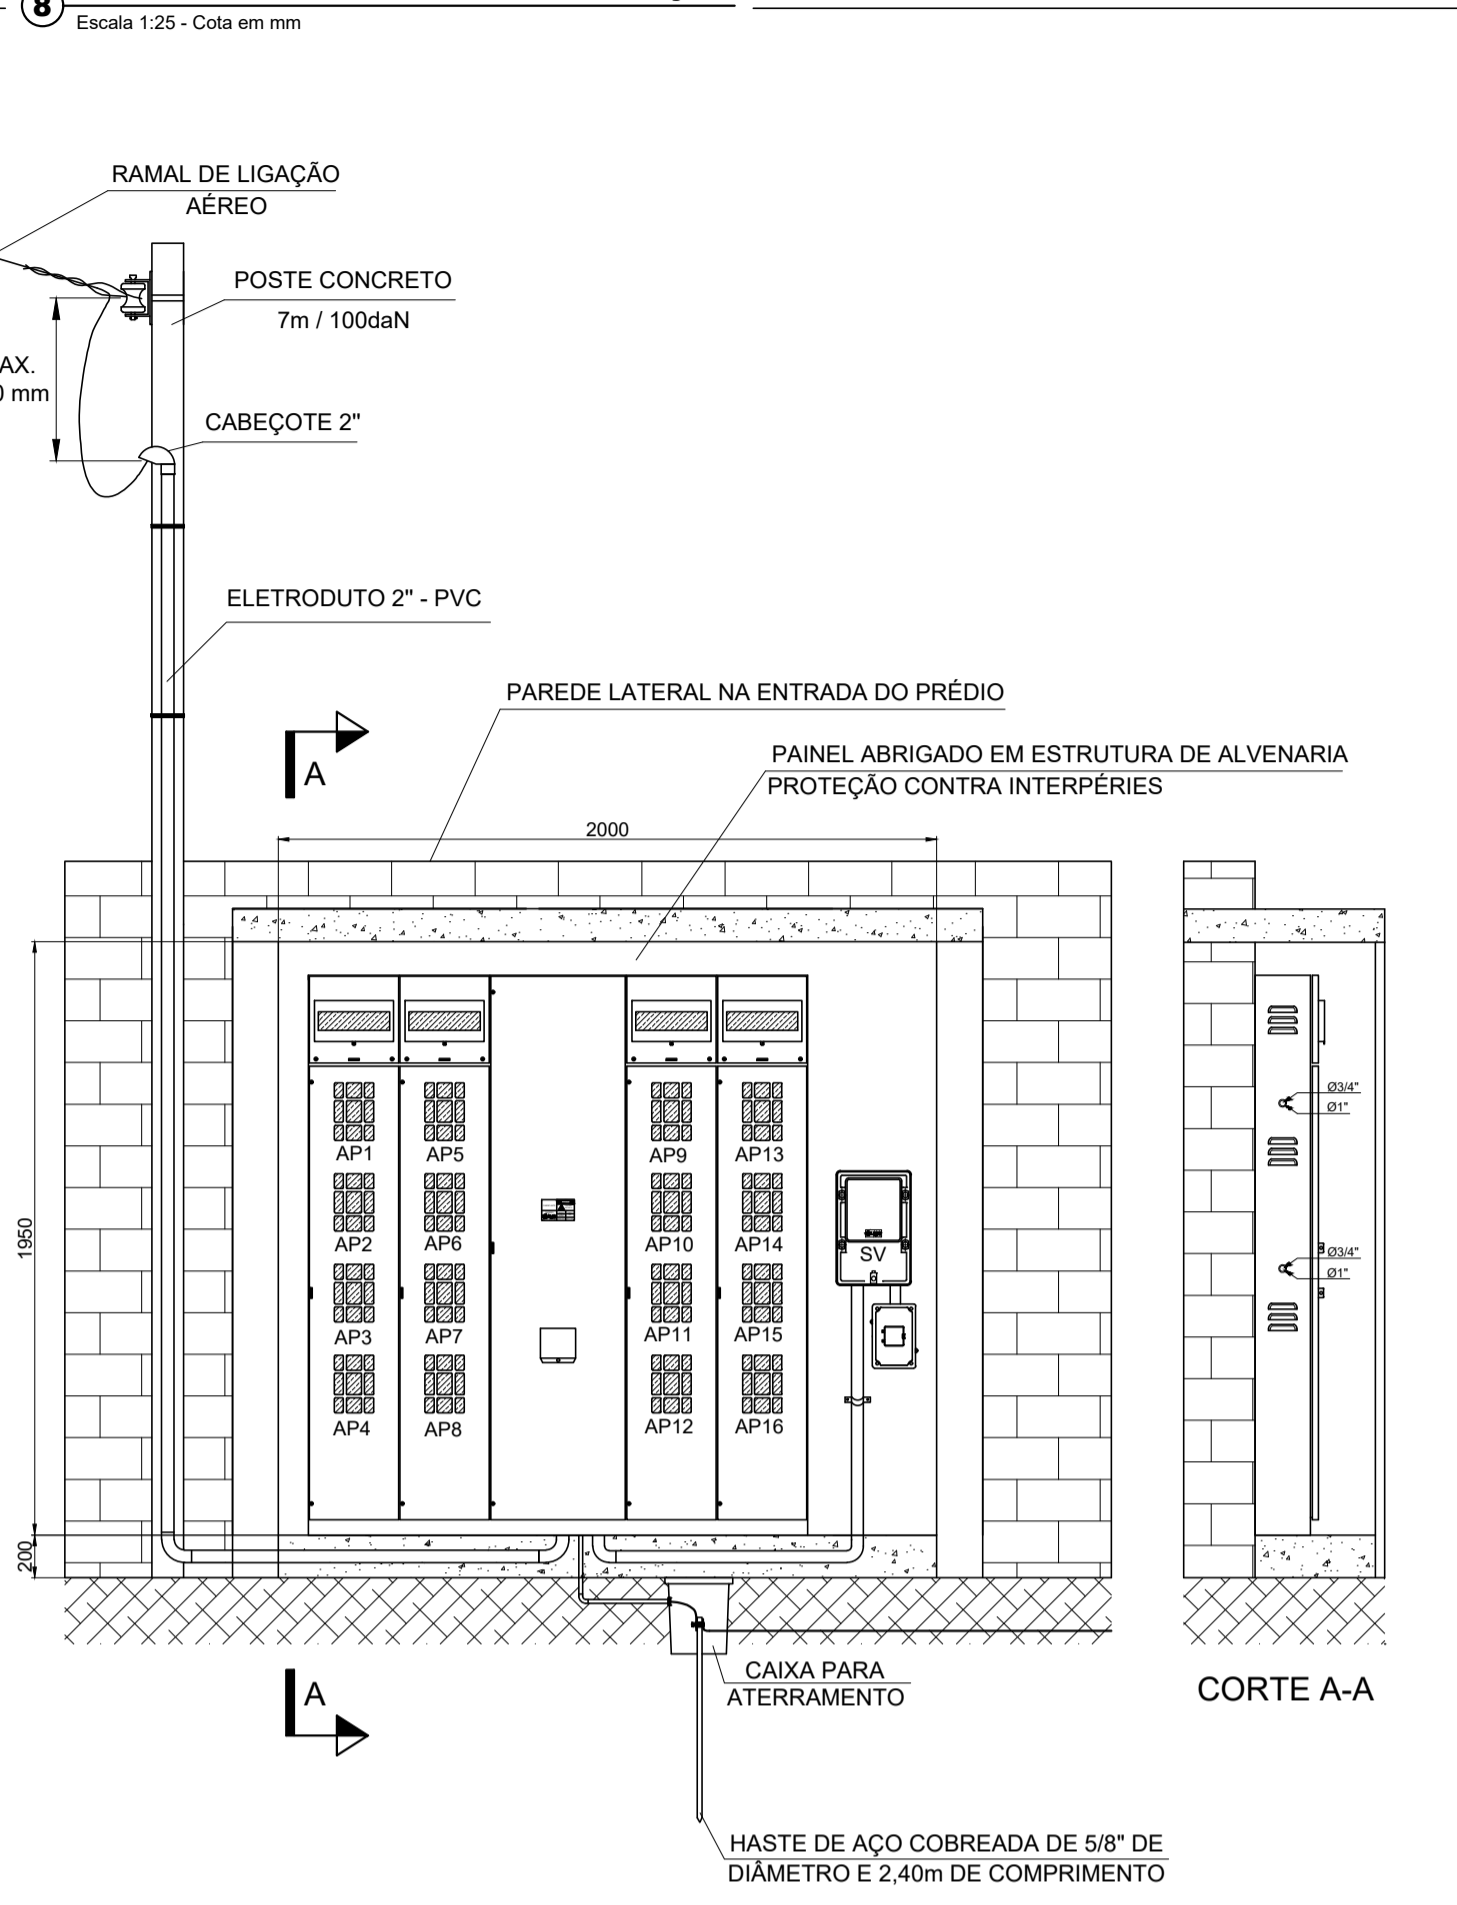 8
Escala 1:25 - Cota em mm
RAMAL DE LIGAÇÃO
AÉREO
POSTE CONCRETO
7m / 100daN
AX.
0 mm
CABEÇOTE 2"
ELETRODUTO 2" - PVC
PAREDE LATERAL NA ENTRADA DO PRÉDIO
A
PAINEL ABRIGADO EM ESTRUTURA DE ALVENARIA
PROTEÇÃO CONTRA INTERPÉRIES
2000
Ø3/4"
Ø1"
AP1 AP5 AP9 AP13
AP2 AP6 AP10 AP14
1950
SV
Ø3/4"
Ø1"
AP3 AP7 AP11 AP15
AP4 AP8 AP12 AP16
200
CAIXA PARA
ATERRAMENTO
A
CORTE A-A
HASTE DE AÇO COBREADA DE 5/8" DE
DIÂMETRO E 2,40m DE COMPRIMENTO